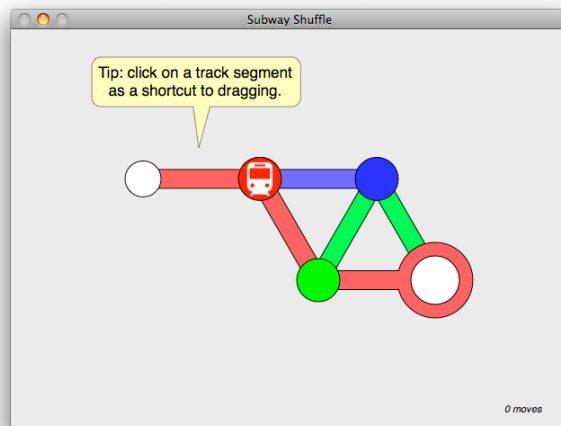 Subway Shuffle
Tip: click on a track segment
as a shortcut to dragging.
0 moves